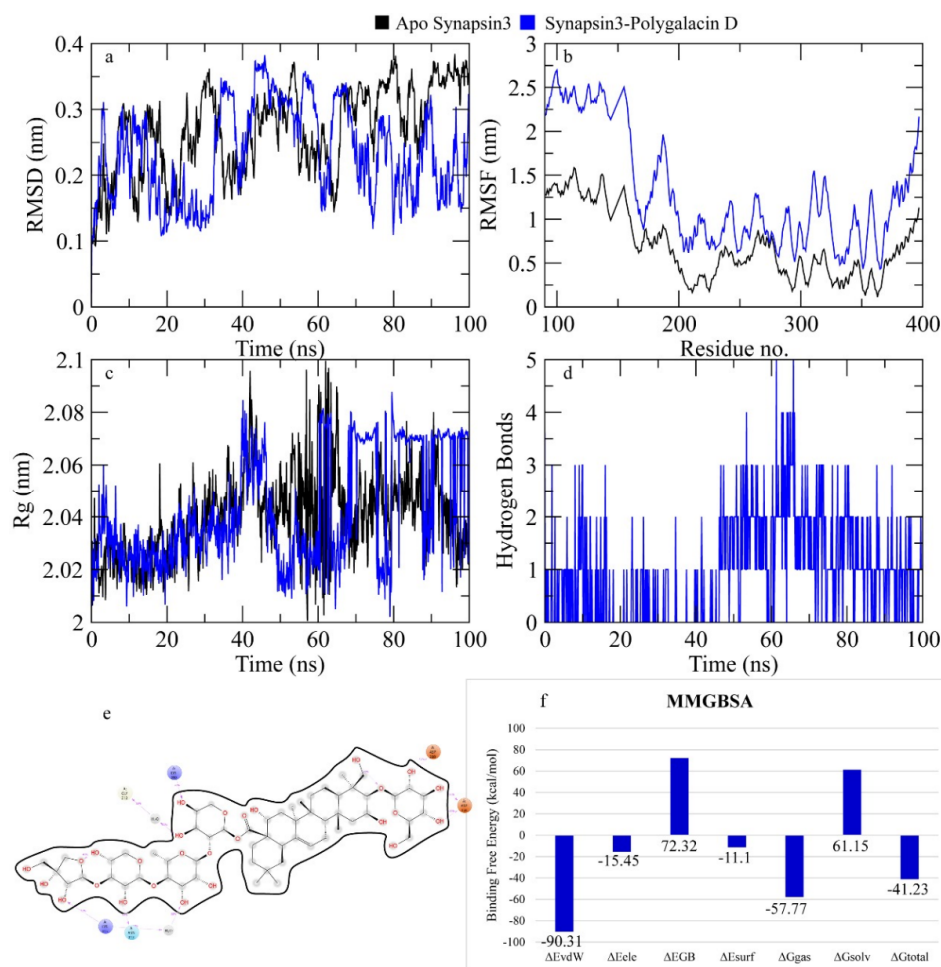 Apo Synapsin3 Synapsin3-Polygalacin D
a
RMSD (nm)
0.4
0.3
0.2
0.1
0
0 20 40 60 80 100
Time (ns)
b
RMSF (nm)
3
2.5
2
1.5
1
0.5
0
100 200 300 400
Residue no.
c
Rg (nm)
2.1
2.08
2.06
2.04
2.02
2
0 20 40 60 80 100
Time (ns)
d
Hydrogen Bonds
5
4
3
2
1
0
0 20 40 60 80 100
Time (ns)
e
f
MMGBSA
Binding Free Energy (kcal/mol)
100
80
60
40
20
0
-20
-40
-60
-80
-100
-90.31
-15.45
72.32
-11.1
-57.77
61.15
-41.23
ΔEvdW ΔEele ΔEGB ΔEsurf ΔGgas ΔGsolv ΔGtotal